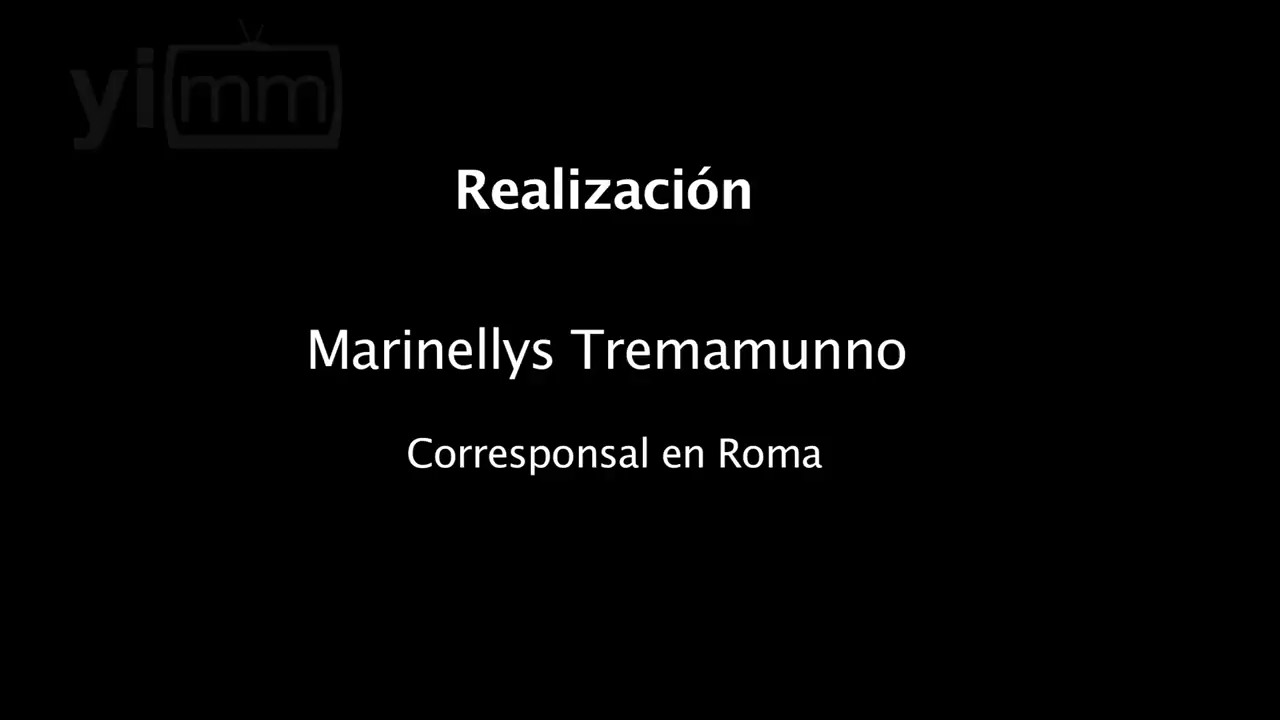 yimm
Realización
Marinellys Tremamunno
Corresponsal en Roma